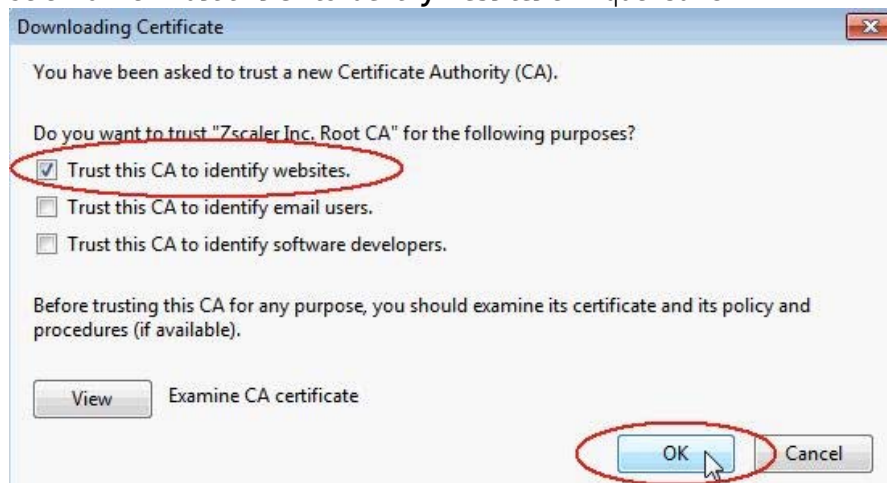 Downloading Certificate
You have been asked to trust a new Certificate Authority (CA).
Do you want to trust "Zscaler Inc. Root CA" for the following purposes?
Trust this CA to identify websites.
Trust this CA to identify email users.
Trust this CA to identify software developers.
Before trusting this CA for any purpose, you should examine its certificate and its policy and
procedures (if available).
View Examine CA certificate
OK Cancel